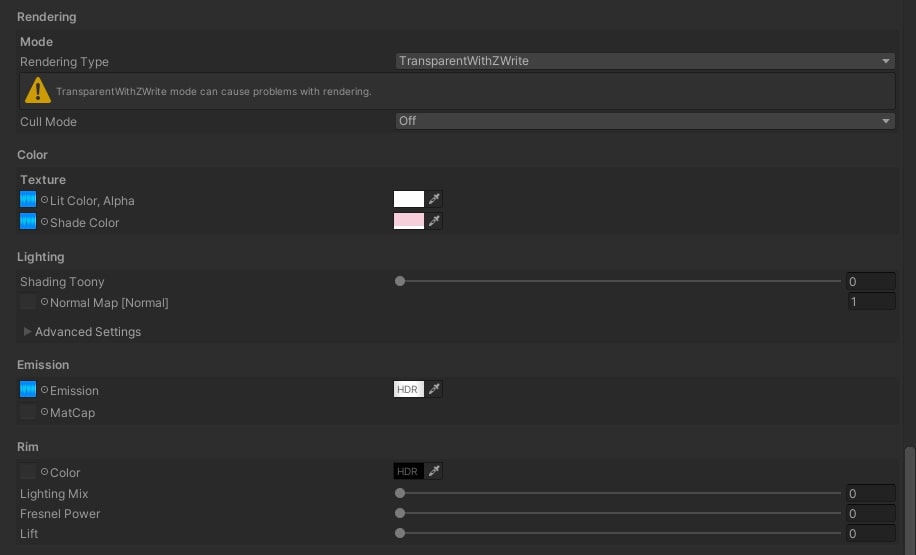 Rendering
Mode
Rendering Type TransparentWithZWrite
TransparentWithZWrite mode can cause problems with rendering.
Cull Mode Off
Color
Texture
Lit Color, Alpha
Shade Color
Lighting
Shading Toony 0
Normal Map [Normal] 1
Advanced Settings
Emission
Emission HDR
MatCap
Rim
Color HDR
Lighting Mix 0
Fresnel Power 0
Lift 0